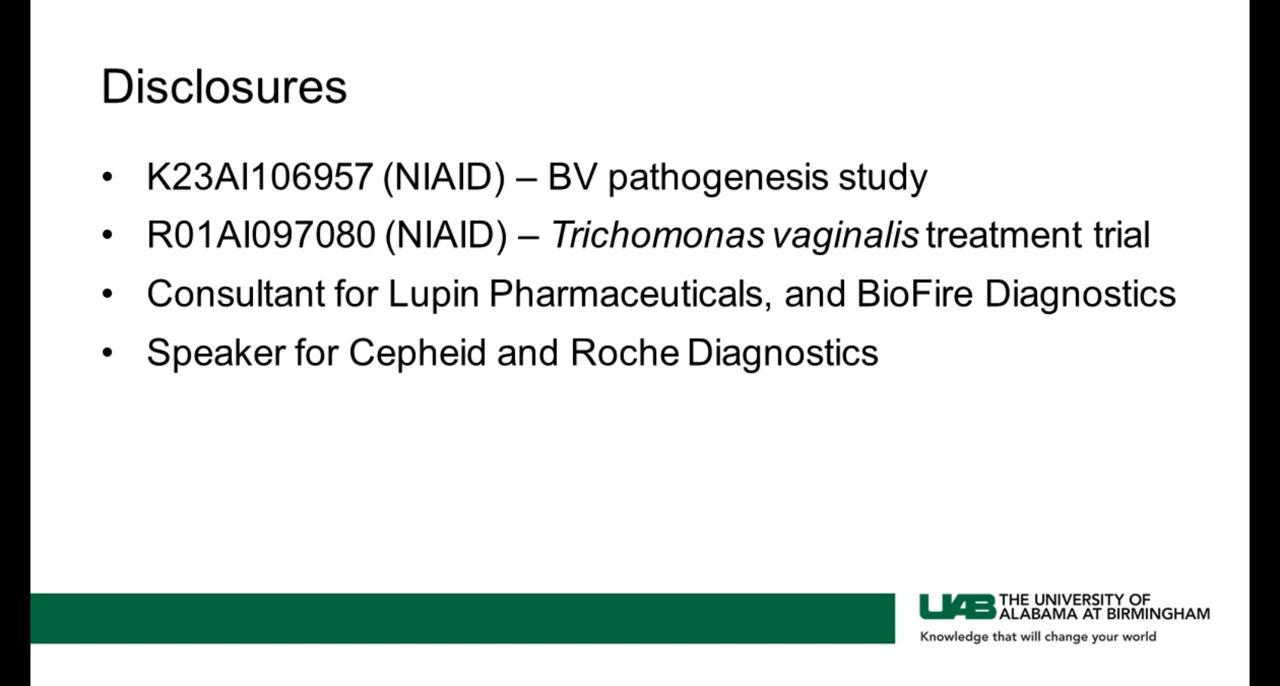 Disclosures
• K23AI106957 (NIAID) – BV pathogenesis study
• R01AI097080 (NIAID) – Trichomonas vaginalis treatment trial
• Consultant for Lupin Pharmaceuticals, and BioFire Diagnostics
• Speaker for Cepheid and Roche Diagnostics
UAB THE UNIVERSITY OF
ALABAMA AT BIRMINGHAM
Knowledge that will change your world